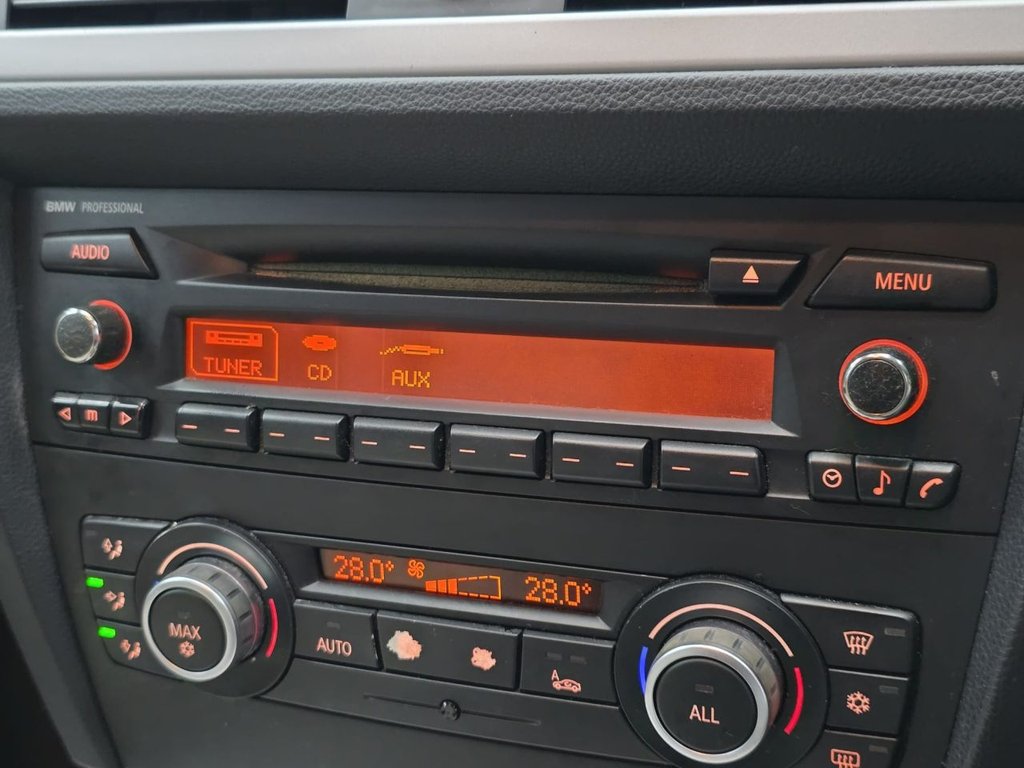 BMW PROFESSIONAL
AUDIO
MENU
TUNER CD AUX
m
28.0° 28.0°
MAX
AUTO
A
ALL